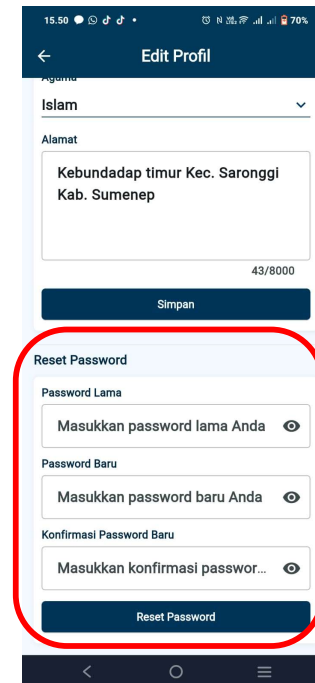 15.50
70%
Edit Profil
Agama
Islam
Alamat
Kebundadap timur Kec. Saronggi
Kab. Sumenep
43/8000
Simpan
Reset Password
Password Lama
Masukkan password lama Anda
Password Baru
Masukkan password baru Anda
Konfirmasi Password Baru
Masukkan konfirmasi passwor...
Reset Password